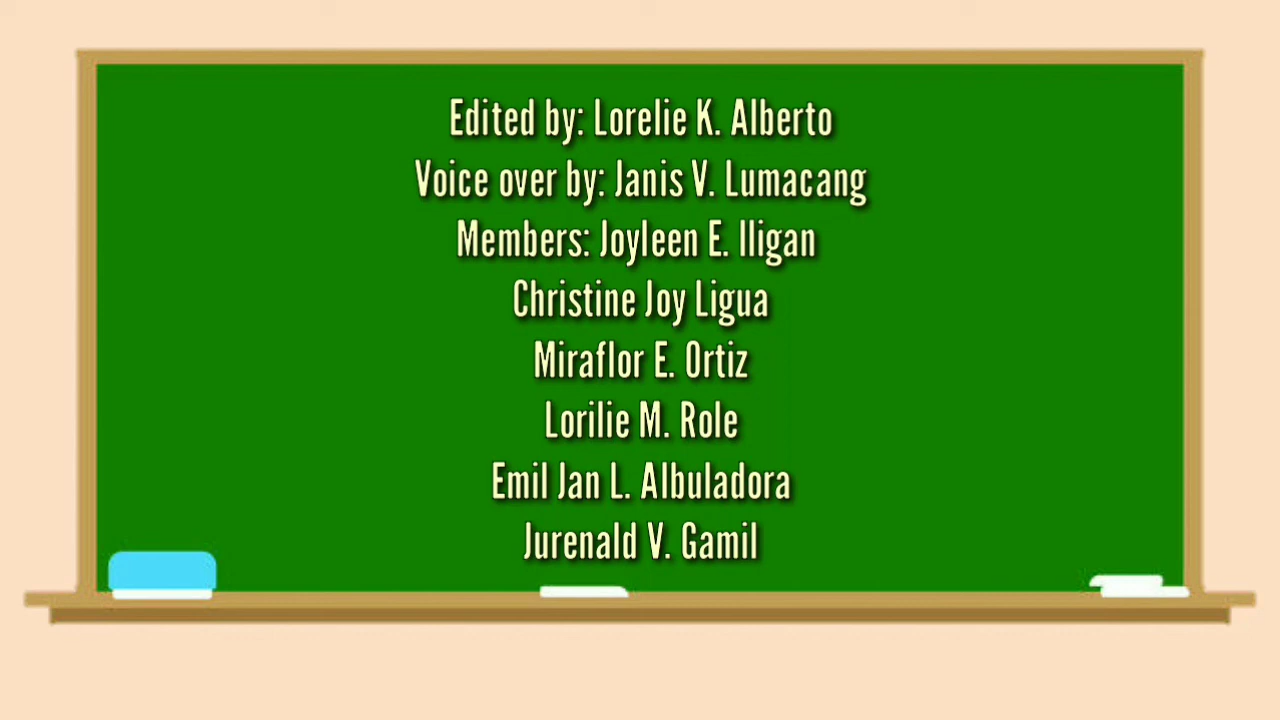 Edited by: Lorelie K. Alberto
Voice over by: Janis V. Lumacang
Members: Joyleen E. Iligan
Christine Joy Ligua
Miraflor E. Ortiz
Lorilie M. Role
Emil Jan L. Albuladora
Jurenald V. Gamil